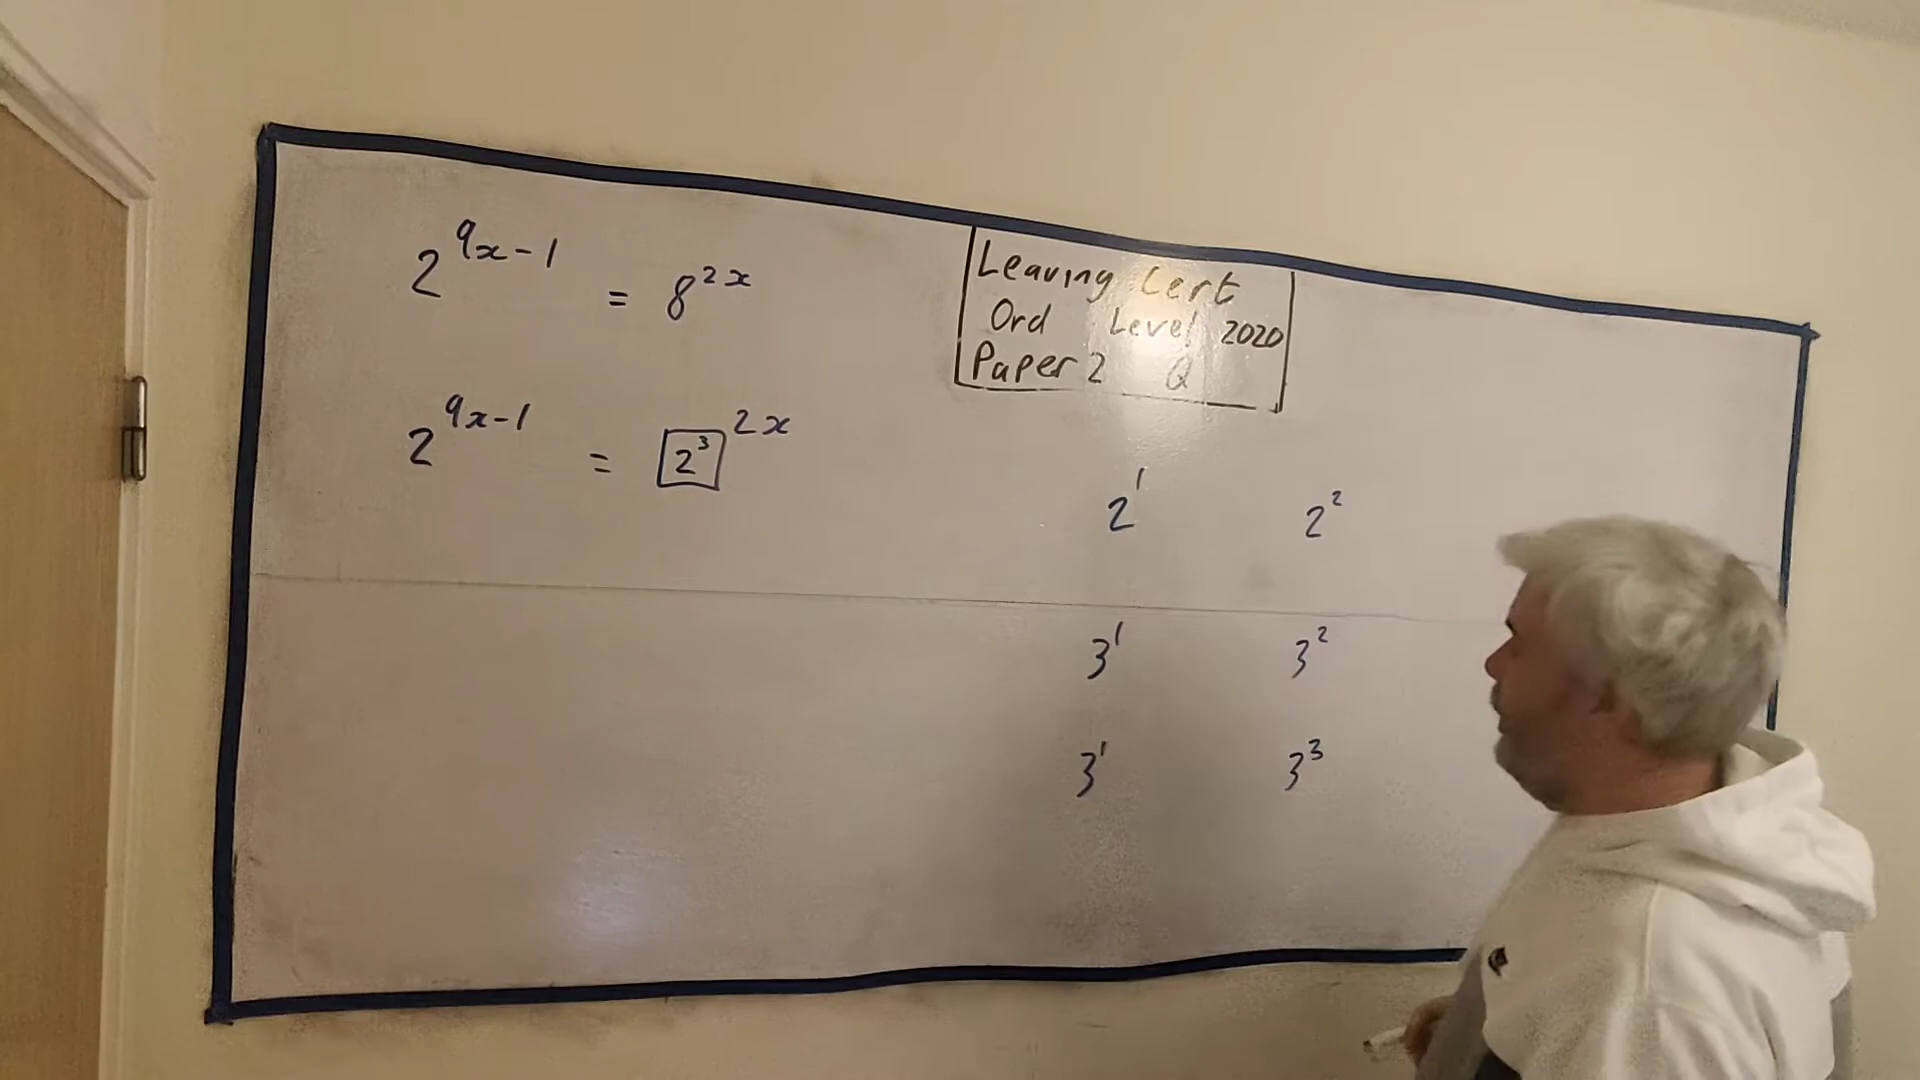 2^{9x-1} = 8^{2x}
Leaving Cert
Ord Level 2020
Paper 2 Q
2^{9x-1} = 2^3^{2x}
2^1 2^2
3^1 3^2
3^1 3^3